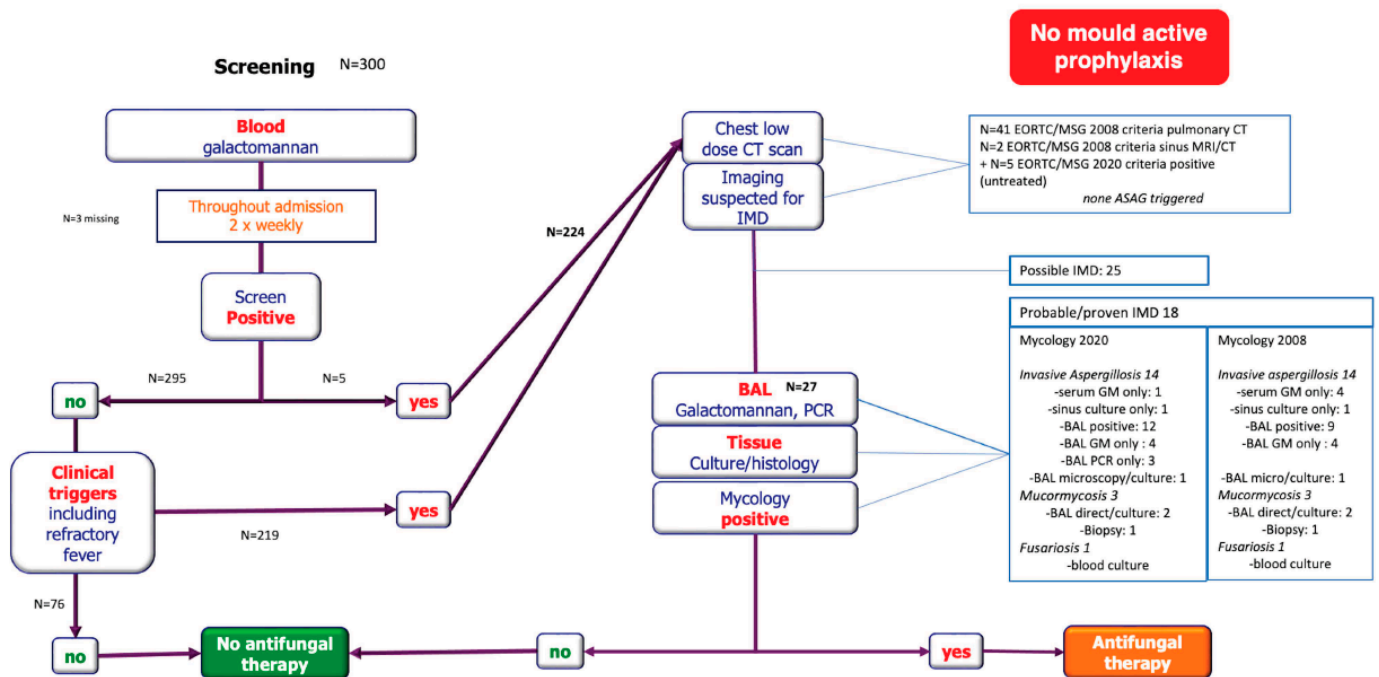 No mould active
prophylaxis
Screening N=300
Blood
galactomannan
N=3 missing
Throughout admission
2 x weekly
Screen
Positive
N=295
N=5
no
yes
Clinical
triggers
including
refractory
fever
N=219
yes
N=76
no
No antifungal
therapy
N=224
Chest low
dose CT scan
Imaging
suspected for
IMD
N=41 EORTC/MSG 2008 criteria pulmonary CT
N=2 EORTC/MSG 2008 criteria sinus MRI/CT
+ N=5 EORTC/MSG 2020 criteria positive
(untreated)
none ASAG triggered
Possible IMD: 25
Probable/proven IMD 18
BAL N=27
Galactomannan, PCR
Tissue
Culture/histology
Mycology
positive
Mycology 2020
Invasive Aspergillosis 14
-serum GM only: 1
-sinus culture only: 1
-BAL positive: 12
-BAL GM only : 4
-BAL PCR only: 3
-BAL microscopy/culture: 1
Mucormycosis 3
-BAL direct/culture: 2
-Biopsy: 1
Fusariosis 1
-blood culture
Mycology 2008
Invasive aspergillosis 14
-serum GM only: 4
-sinus culture only: 1
-BAL positive: 9
-BAL GM only : 4
-BAL micro/culture: 1
Mucormycosis 3
-BAL direct/culture: 2
-Biopsy: 1
Fusariosis 1
-blood culture
no
yes
Antifungal
therapy